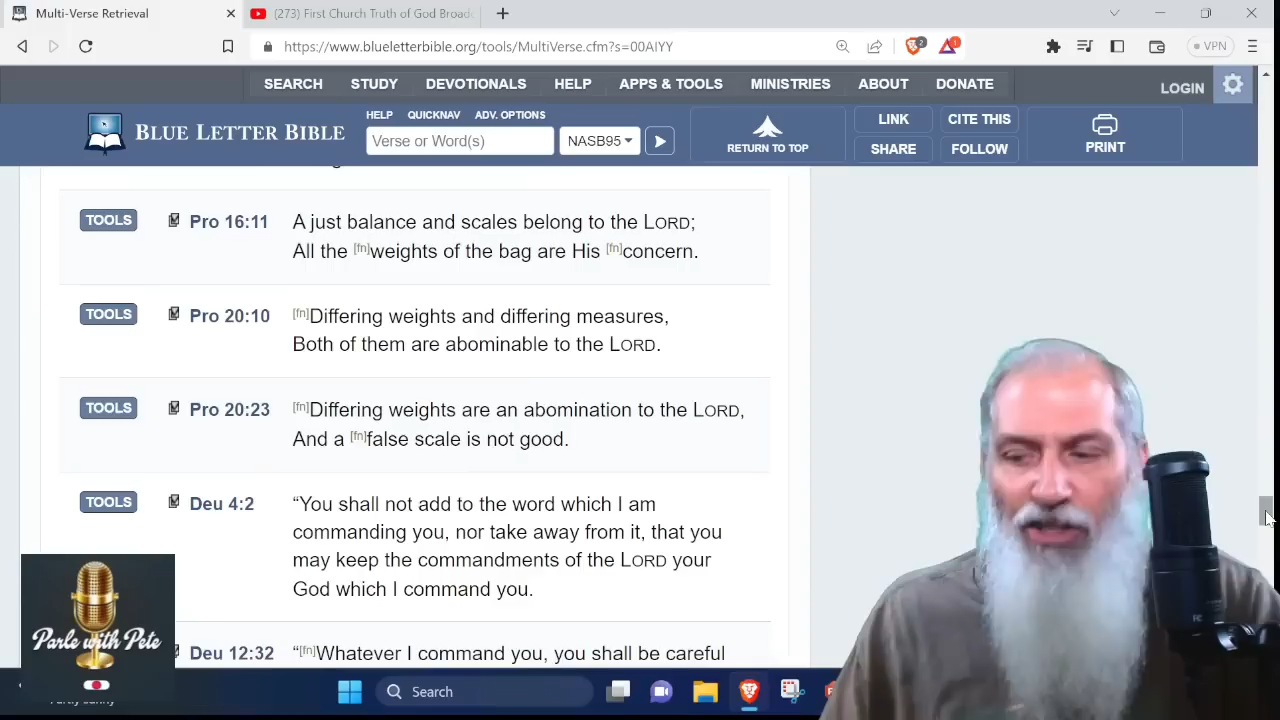 Multi-Verse Retrieval
(273) First Church Truth of God Broadc
https://www.blueletterbible.org/tools/MultiVerse.cfm?s=00AIYY
2
1
VPN
SEARCH STUDY DEVOTIONALS HELP APPS & TOOLS MINISTRIES ABOUT DONATE
LOGIN
BLUE LETTER BIBLE
HELP QUICKNAV ADV. OPTIONS
Verse or Word(s)
NASB95
RETURN TO TOP
LINK
CITE THIS
SHARE
FOLLOW
PRINT
TOOLS Pro 16:11 A just balance and scales belong to the LORD;
All the [fn]weights of the bag are His [fn]concern.
TOOLS Pro 20:10 [fn]Differing weights and differing measures,
Both of them are abominable to the LORD.
TOOLS Pro 20:23 [fn]Differing weights are an abomination to the LORD,
And a [fn]false scale is not good.
TOOLS Deu 4:2 “You shall not add to the word which I am
commanding you, nor take away from it, that you
may keep the commandments of the LORD your
God which I command you.
Deu 12:32 “[fn]Whatever I command you, you shall be careful
Parle with Pete
Partly sunny
Search